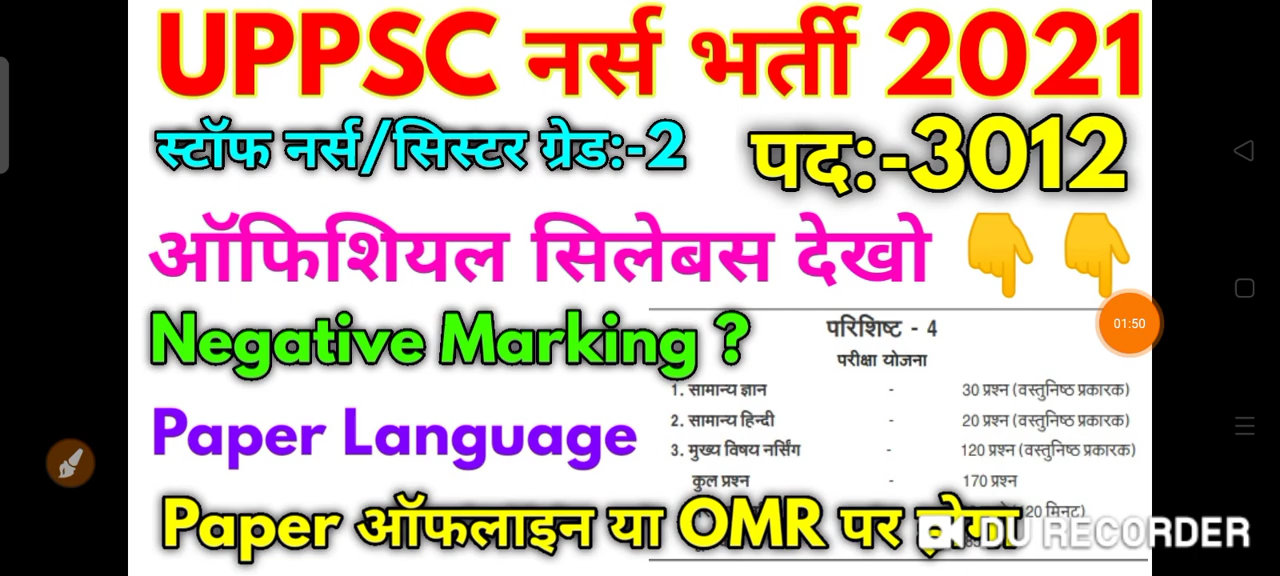 UPPSC नर्स भर्ती 2021
स्टॉफ नर्स/सिस्टर ग्रेड:-2 पद:-3012
ऑफिशियल सिलेबस देखो
Negative Marking ?
Paper Language
Paper ऑफलाइन या OMR पर होगा
परिशिष्ट - 4
परीक्षा योजना
1. सामान्य ज्ञान - 30 प्रश्न (वस्तुनिष्ठ प्रकारक)
2. सामान्य हिन्दी - 20 प्रश्न (वस्तुनिष्ठ प्रकारक)
3. मुख्य विषय नर्सिंग - 120 प्रश्न (वस्तुनिष्ठ प्रकारक)
कुल प्रश्न - 170 प्रश्न
20 मिनट)
01:50
DU RECORDER